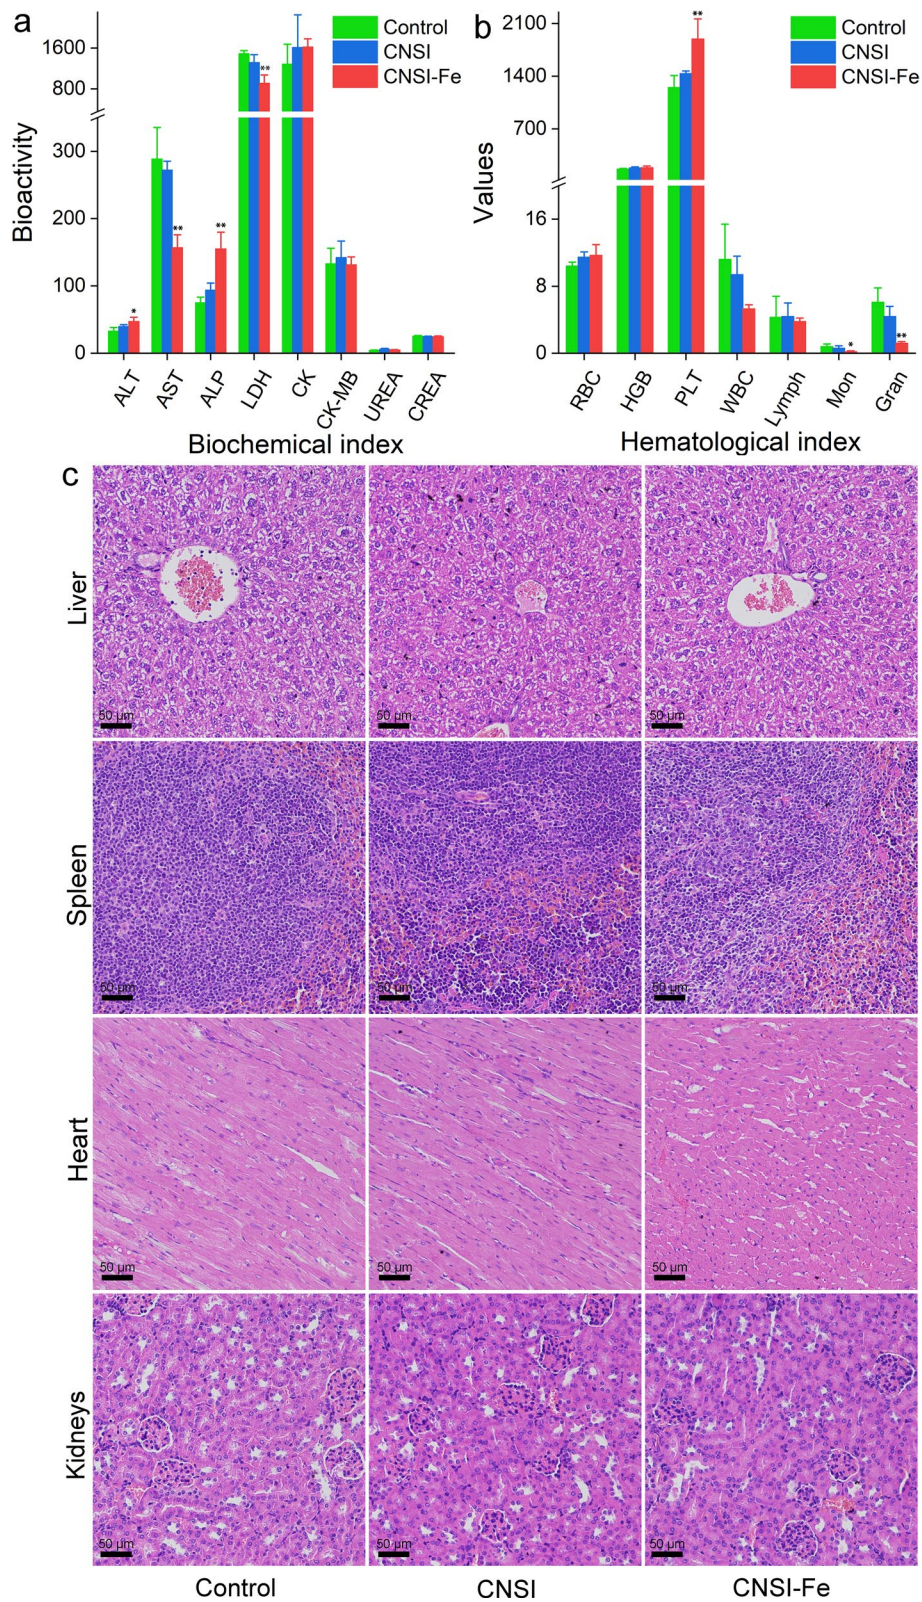 a
Control
CNSI
CNSI-Fe
1600
800
300
200
100
0
Bioactivity
**
**
**
*
ALT
AST
ALP
LDH
CK
CK-MB
UREA
CREA
Biochemical index
b
Control
CNSI
CNSI-Fe
2100
1400
700
16
8
0
Values
**
*
**
RBC
HGB
PLT
WBC
Lymph
Mon
Gran
Hematological index
c
Liver
50 µm
50 µm
50 µm
Spleen
50 µm
50 µm
50 µm
Heart
50 µm
50 µm
50 µm
Kidneys
50 µm
50 µm
50 µm
Control
CNSI
CNSI-Fe